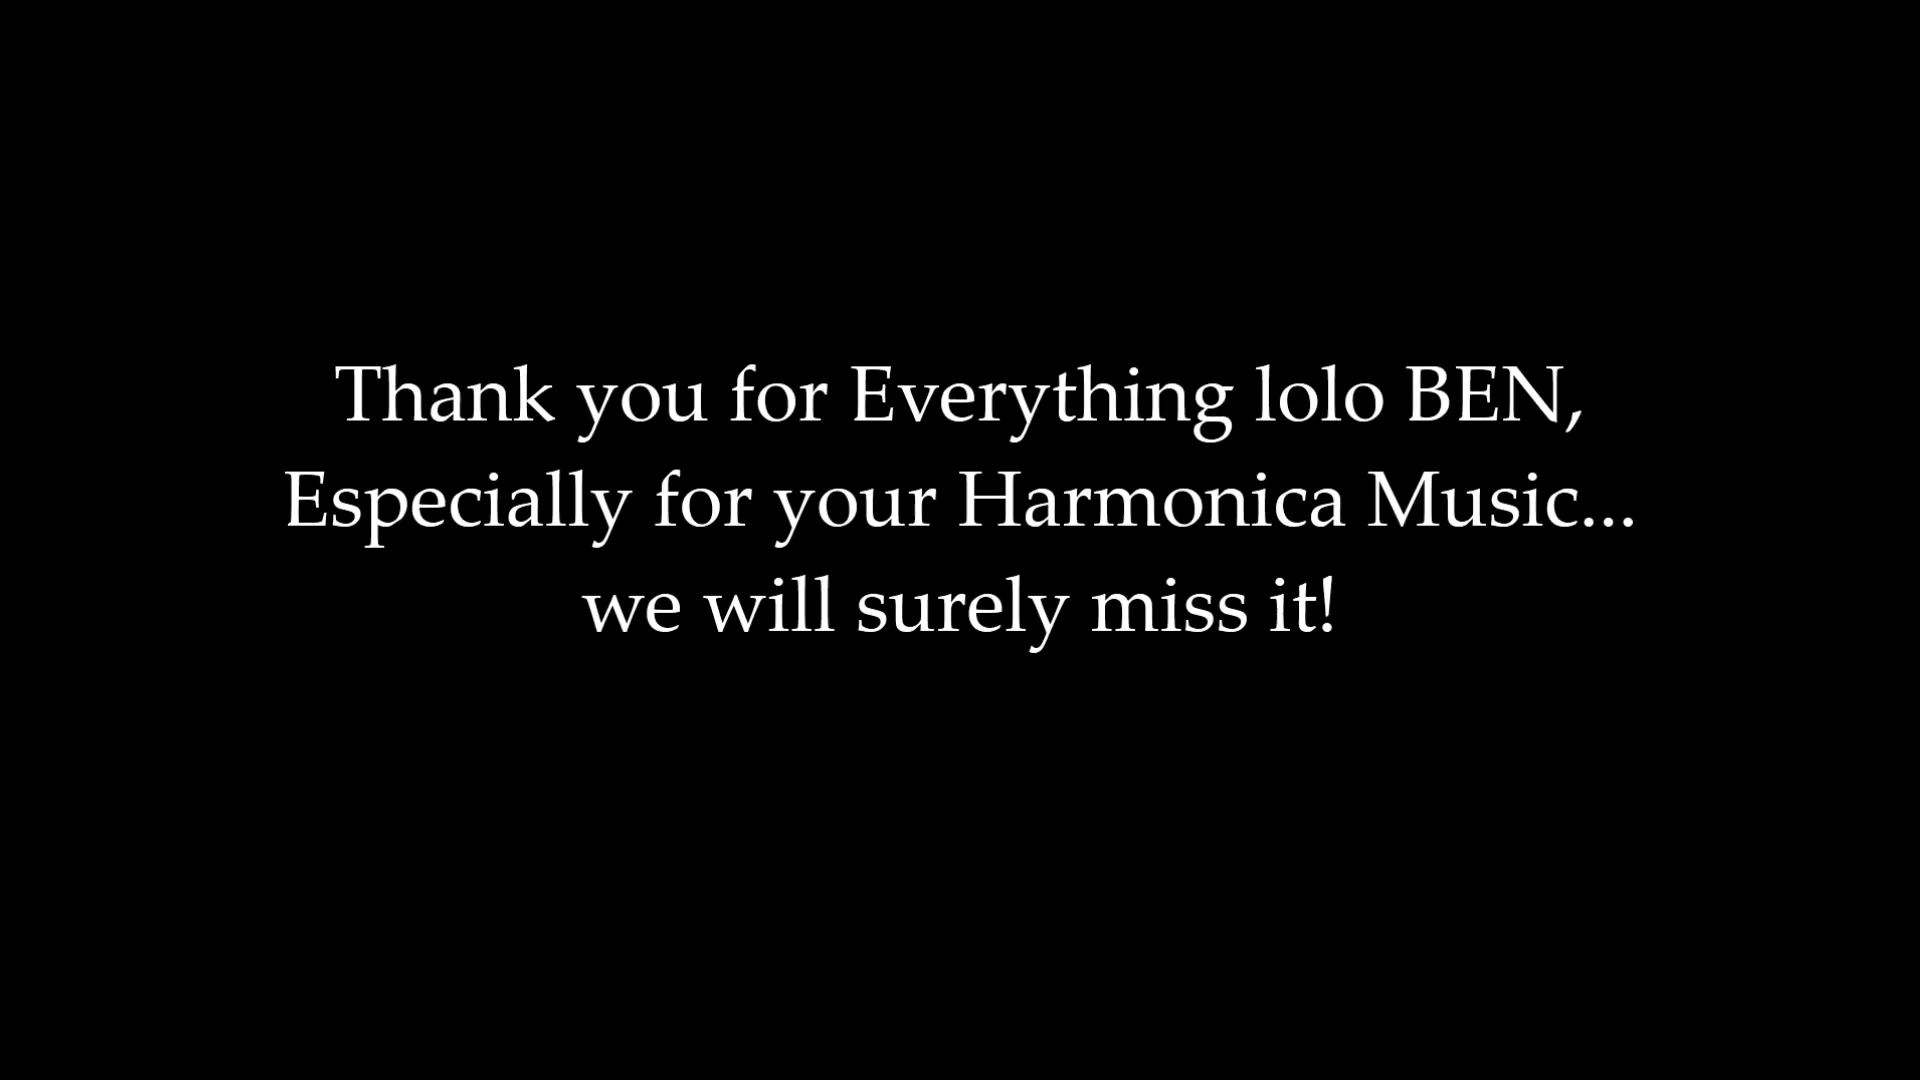 Thank you for Everything lolo BEN,
Especially for your Harmonica Music...
we will surely miss it!